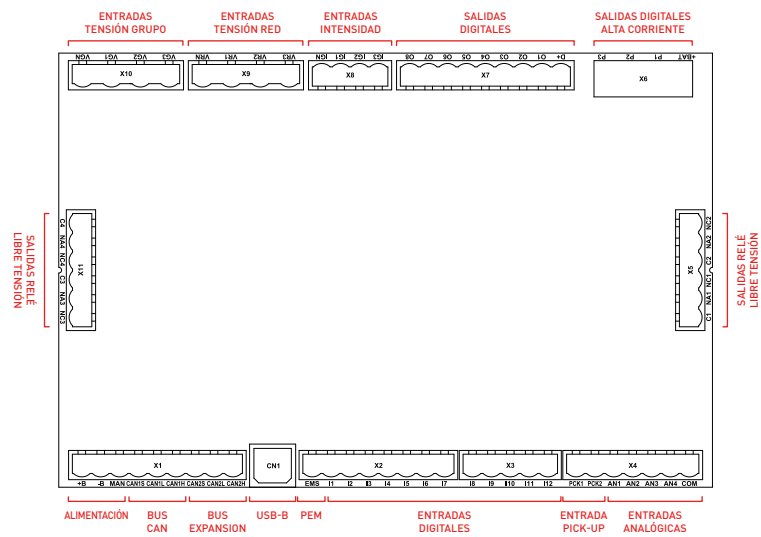 ENTRADAS
TENSIÓN GRUPO
ENTRADAS
TENSIÓN RED
ENTRADAS
INTENSIDAD
SALIDAS
DIGITALES
SALIDAS DIGITALES
ALTA CORRIENTE
VGN VG1 VG2 VG3
VRN VR1 VR2 VR3
IGN IG1 IG2 IG3
O8 O7 O6 O5 O4 O3 O2 O1 D+
P3 P2 P1 +BAT
X10
X9
X8
X7
X6
SALIDAS RELÉ
LIBRE TENSIÓN
C4 NA4 NC4 C3 NA3 NC3
X11
X5
NC2 NA2 C2 NC1 NA1 C1
SALIDAS RELÉ
LIBRE TENSIÓN
X1
CN1
X2
X3
X4
+B -B MAN CAN1S CAN1L CAN1H CAN2S CAN2L CAN2H
EMS I1 I2 I3 I4 I5 I6 I7
I8 I9 I10 I11 I12
PCK1 PCK2 AN1 AN2 AN3 AN4 COM
ALIMENTACIÓN
BUS
CAN
BUS
EXPANSION
USB-B
PEM
ENTRADAS
DIGITALES
ENTRADA
PICK-UP
ENTRADAS
ANALÓGICAS